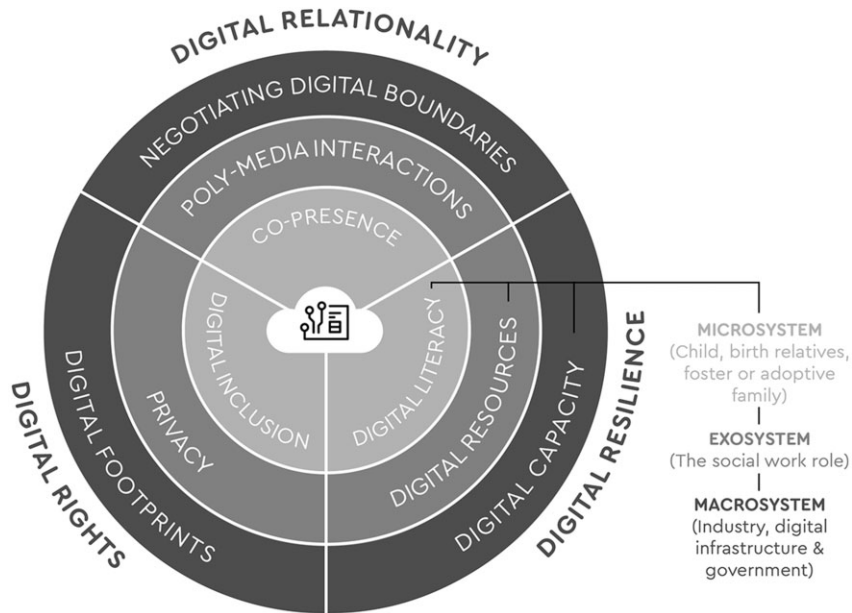 DIGITAL RELATIONALITY
NEGOTIATING DIGITAL BOUNDARIES
POLY-MEDIA INTERACTIONS
CO-PRESENCE
DIGITAL RIGHTS
DIGITAL FOOTPRINTS
PRIVACY
DIGITAL INCLUSION
DIGITAL LITERACY
DIGITAL RESOURCES
DIGITAL CAPACITY
DIGITAL RESILIENCE
MICROSYSTEM
(Child, birth relatives,
foster or adoptive
family)
EXOSYSTEM
(The social work role)
MACROSYSTEM
(Industry, digital
infrastructure &
government)